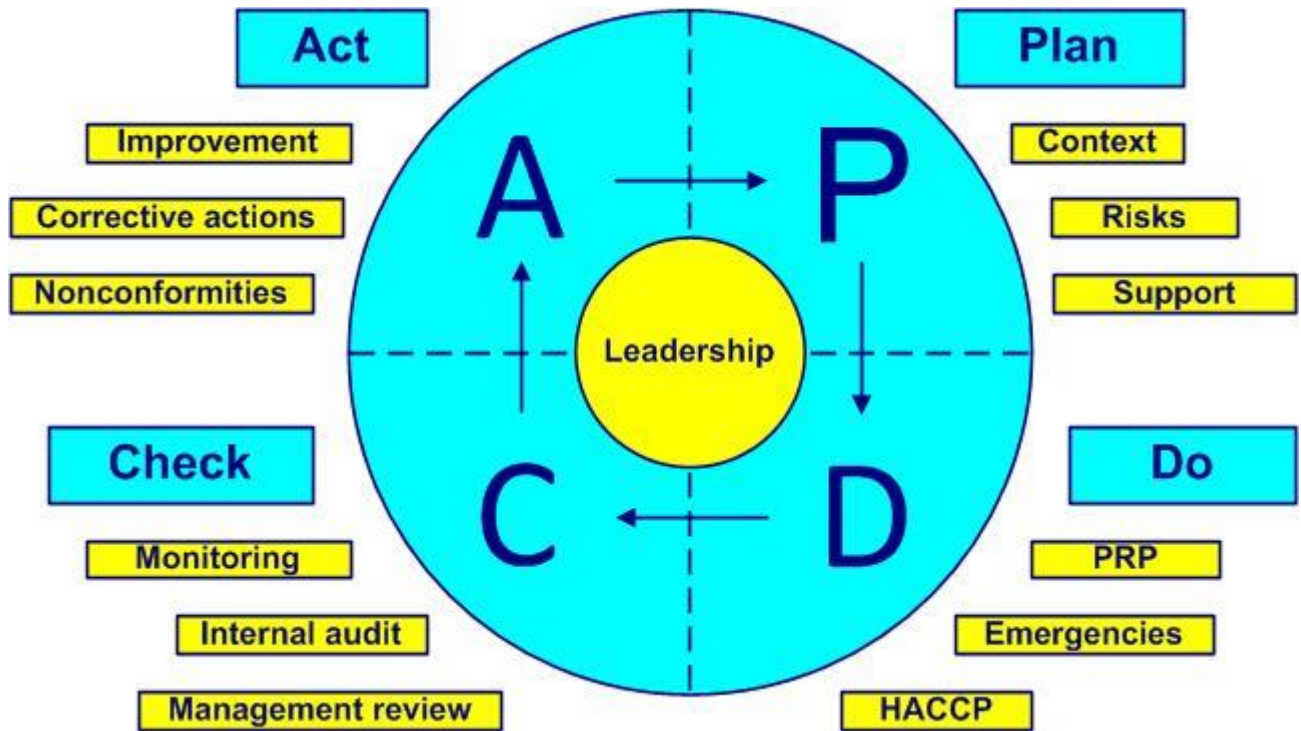 Act
Plan
Improvement
Context
Corrective actions
Risks
Nonconformities
Support
A
P
Leadership
C
D
Check
Do
Monitoring
PRP
Internal audit
Emergencies
Management review
HACCP